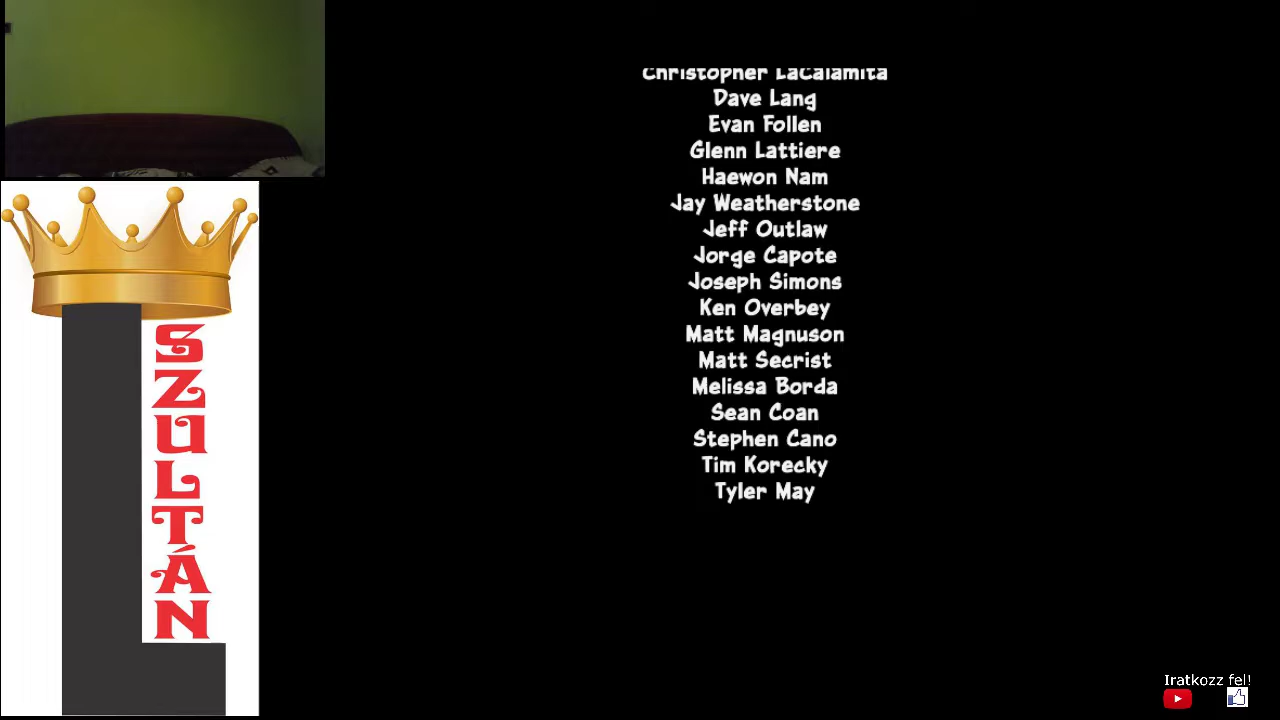 Christopher LaCalamita
Dave Lang
Evan Follen
Glenn Lattiere
Haewon Nam
Jay Weatherstone
Jeff Outlaw
Jorge Capote
Joseph Simons
Ken Overbey
Matt Magnuson
Matt Secrist
Melissa Borda
Sean Coan
Stephen Cano
Tim Korecky
Tyler May
L
SZULTÁN
Iratkozz fel!